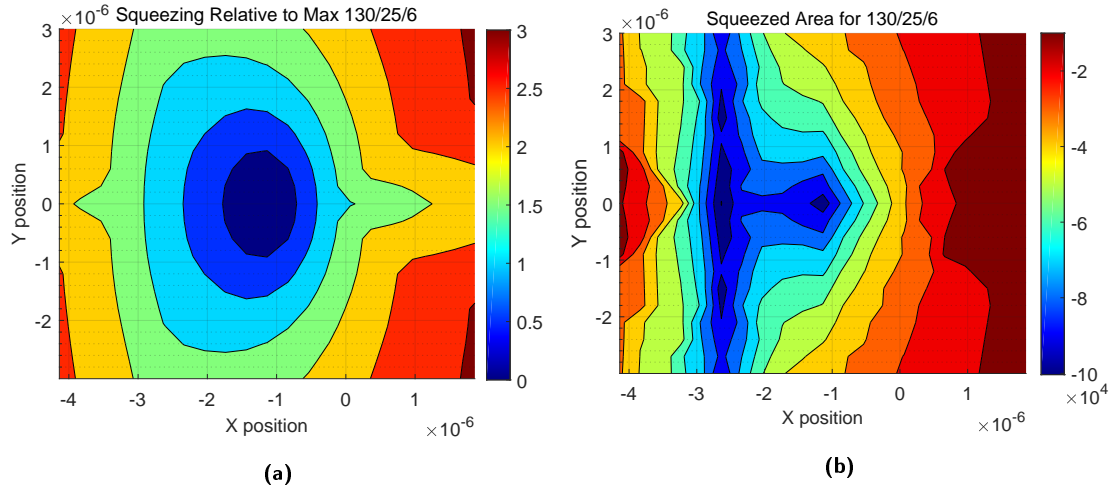 ×10⁻⁶ Squeezing Relative to Max 130/25/6
3
2
1
0
-1
-2
Y position
-4 -3 -2 -1 0 1
X position
×10⁻⁶
3
2.5
2
1.5
1
0.5
0
(a)
×10⁻⁶ Squeezed Area for 130/25/6
3
2
1
0
-1
-2
Y position
-4 -3 -2 -1 0 1
X position
×10⁻⁶
-2
-4
-6
-8
-10
×10⁴
(b)